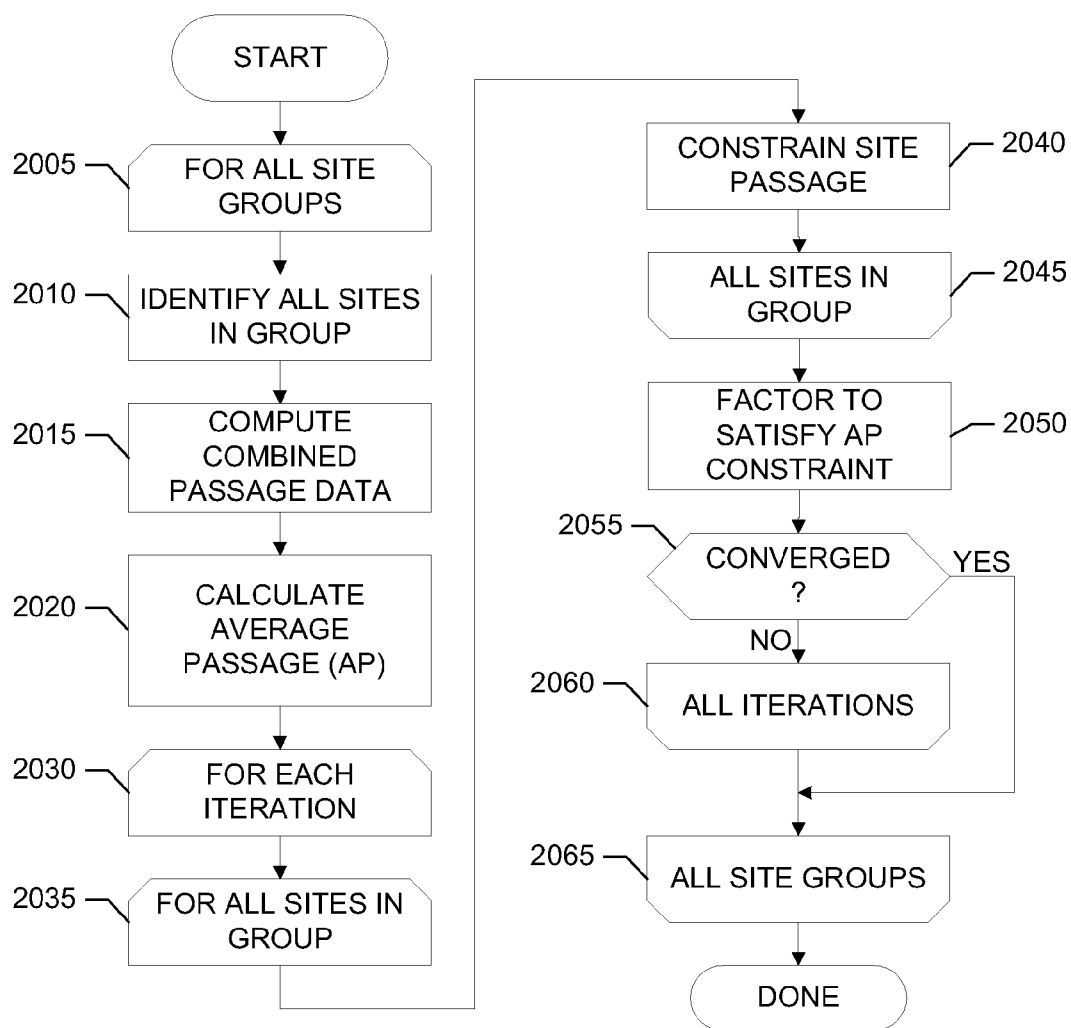 START
2005
FOR ALL SITE
GROUPS
2010
IDENTIFY ALL SITES
IN GROUP
2015
COMPUTE
COMBINED
PASSAGE DATA
2020
CALCULATE
AVERAGE
PASSAGE (AP)
2030
FOR EACH
ITERATION
2035
FOR ALL SITES IN
GROUP
CONSTRAIN SITE
PASSAGE
2040
ALL SITES IN
GROUP
2045
FACTOR TO
SATISFY AP
CONSTRAINT
2050
2055
CONVERGED
?
YES
NO
2060
ALL ITERATIONS
2065
ALL SITE GROUPS
DONE